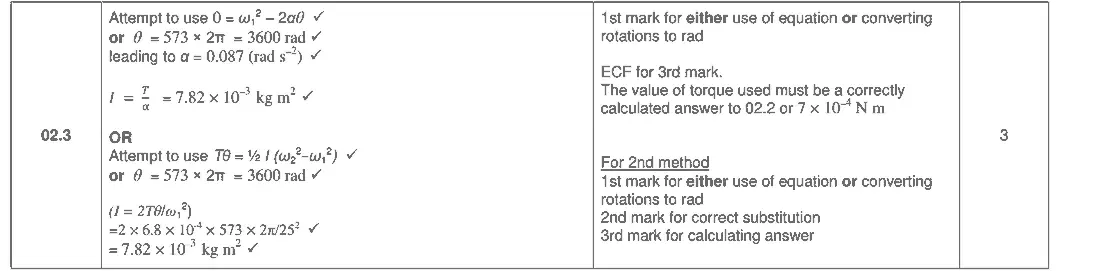 Attempt to use 0 = ω₁² – 2αθ ✓
or θ = 573 × 2π = 3600 rad ✓
leading to α = 0.087 (rad s⁻²) ✓
I = T/α = 7.82 × 10⁻³ kg m² ✓
02.3
OR
Attempt to use Tθ = ½ I (ω₂²–ω₁²) ✓
or θ = 573 × 2π = 3600 rad ✓
(I = 2Tθ/ω₁²)
=2 × 6.8 × 10⁻⁴ × 573 × 2π/25² ✓
= 7.82 × 10⁻³ kg m² ✓
1st mark for either use of equation or converting
rotations to rad
ECF for 3rd mark.
The value of torque used must be a correctly
calculated answer to 02.2 or 7 × 10⁻⁴ N m
For 2nd method
1st mark for either use of equation or converting
rotations to rad
2nd mark for correct substitution
3rd mark for calculating answer
3